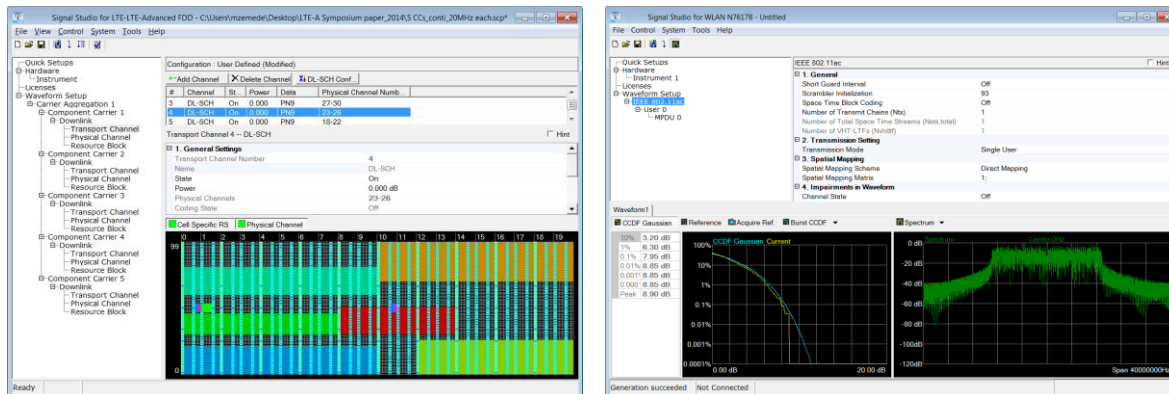 Signal Studio for LTE-LTE-Advanced FDD - C:\Users\mzemede\Desktop\LTE-A Symposium paper_2014\5 CCs_conti_20MHz each.scp*
File View Control System Tools Help
Quick Setups
Hardware
Instrument
Licenses
Waveform Setup
Carrier Aggregation 1
Component Carrier 1
Downlink
Transport Channel
Physical Channel
Resource Block
Component Carrier 2
Downlink
Transport Channel
Physical Channel
Resource Block
Component Carrier 3
Downlink
Transport Channel
Physical Channel
Resource Block
Component Carrier 4
Downlink
Transport Channel
Physical Channel
Resource Block
Component Carrier 5
Downlink
Transport Channel
Physical Channel
Resource Block
Configuration : User Defined (Modified)
Add Channel Delete Channel DL-SCH Conf...
# Channel St... Power Data Physical Channel Numb...
3 DL-SCH On 0.000 PN9 27-30
4 DL-SCH On 0.000 PN9 23-26
5 DL-SCH On 0.000 PN9 18-22
Transport Channel 4 -- DL-SCH Hint
1. General Settings
Transport Channel Number 4
Name DL-SCH
State On
Power 0.000 dB
Physical Channels 23-26
Coding State Off
Cell Specific RS Physical Channel
0 1 2 3 4 5 6 7 8 9 10 11 12 13 14 15 16 17 18 19
99
0
Ready
Signal Studio for WLAN N7617B - Untitled
File Control System Tools Help
Quick Setups
Hardware
Instrument 1
Licenses
Waveform Setup
IEEE 802.11ac
User 0
MPDU 0
IEEE 802.11ac Hint
1. General
Short Guard Interval Off
Scrambler Initialization 93
Space Time Block Coding Off
Number of Transmit Chains (Ntx) 1
Number of Total Space Time Streams (Nsts,total) 1
Number of VHT-LTFs (Nvhtltf) 1
2. Transmission Setting
Transmission Mode Single User
3. Spatial Mapping
Spatial Mapping Scheme Direct Mapping
Spatial Mapping Matrix 1;
4. Impairments in Waveform
Channel State Off
Waveform1
CCDF Gaussian Reference Acquire Ref. Burst CCDF
10% 3.20 dB
1% 6.30 dB
0.1% 7.95 dB
0.01% 8.85 dB
0.001% 8.85 dB
0.000 8.85 dB
Peak 8.90 dB
CCDF Gaussian Current
100%
10%
1%
0.1%
0.01%
0.001%
0.0001%
0.00 dB 20.00 dB
Spectrum
Spectrum Center 0Hz
0 dB
-20 dB
-40 dB
-60 dB
-80 dB
-100dB
-120dB
Span 40000000Hz
Generation succeeded Not Connected